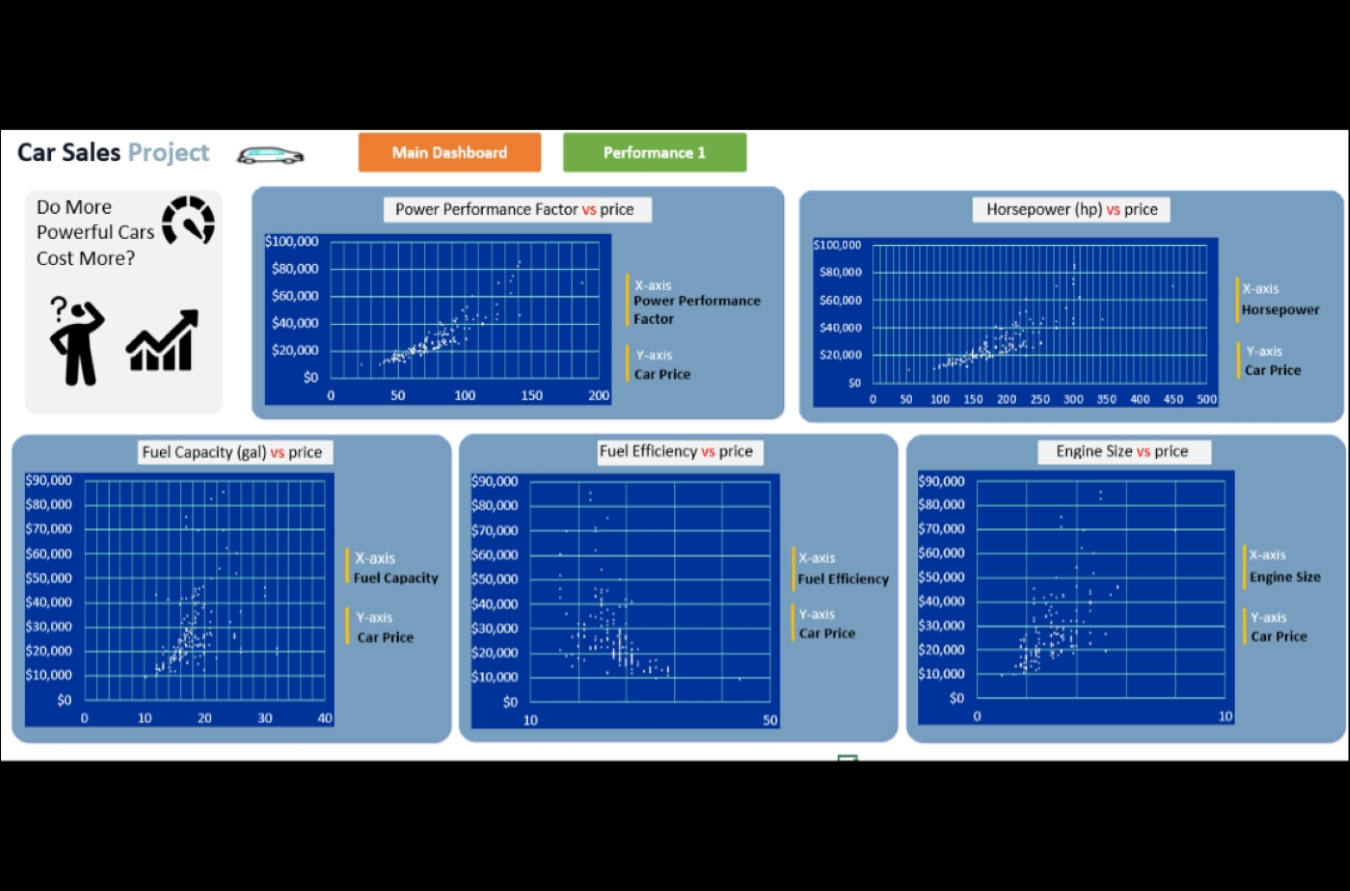 Car Sales Project
Main Dashboard
Performance 1
Do More
Powerful Cars
Cost More?
?
Power Performance Factor vs price
$100,000
$80,000
$60,000
$40,000
$20,000
$0
0 50 100 150 200
X-axis
Power Performance
Factor
Y-axis
Car Price
Horsepower (hp) vs price
$100,000
$80,000
$60,000
$40,000
$20,000
$0
0 50 100 150 200 250 300 350 400 450 500
X-axis
Horsepower
Y-axis
Car Price
Fuel Capacity (gal) vs price
$90,000
$80,000
$70,000
$60,000
$50,000
$40,000
$30,000
$20,000
$10,000
$0
0 10 20 30 40
X-axis
Fuel Capacity
Y-axis
Car Price
Fuel Efficiency vs price
$90,000
$80,000
$70,000
$60,000
$50,000
$40,000
$30,000
$20,000
$10,000
$0
10 50
X-axis
Fuel Efficiency
Y-axis
Car Price
Engine Size vs price
$90,000
$80,000
$70,000
$60,000
$50,000
$40,000
$30,000
$20,000
$10,000
$0
0 10
X-axis
Engine Size
Y-axis
Car Price